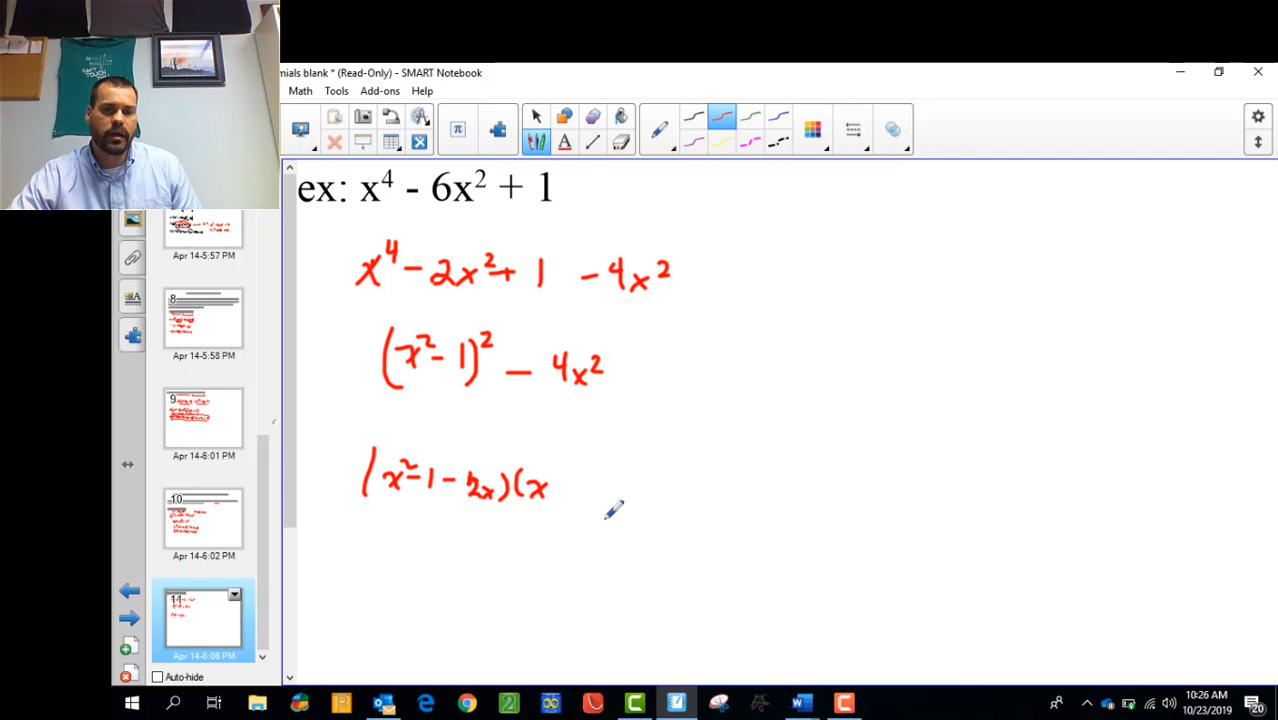 mials blank * (Read-Only) - SMART Notebook
Math Tools Add-ons Help
CAN'T
TOUCH
ex: x⁴ - 6x² + 1
x⁴ - 2x² + 1 - 4x²
(x² - 1)² - 4x²
(x² - 1 - 2x)(x
Apr 14-5:57 PM
8
Apr 14-5:58 PM
9
Apr 14-6:01 PM
10
Apr 14-6:02 PM
11
Apr 14-6:06 PM
Auto-hide
10:26 AM
10/23/2019
20